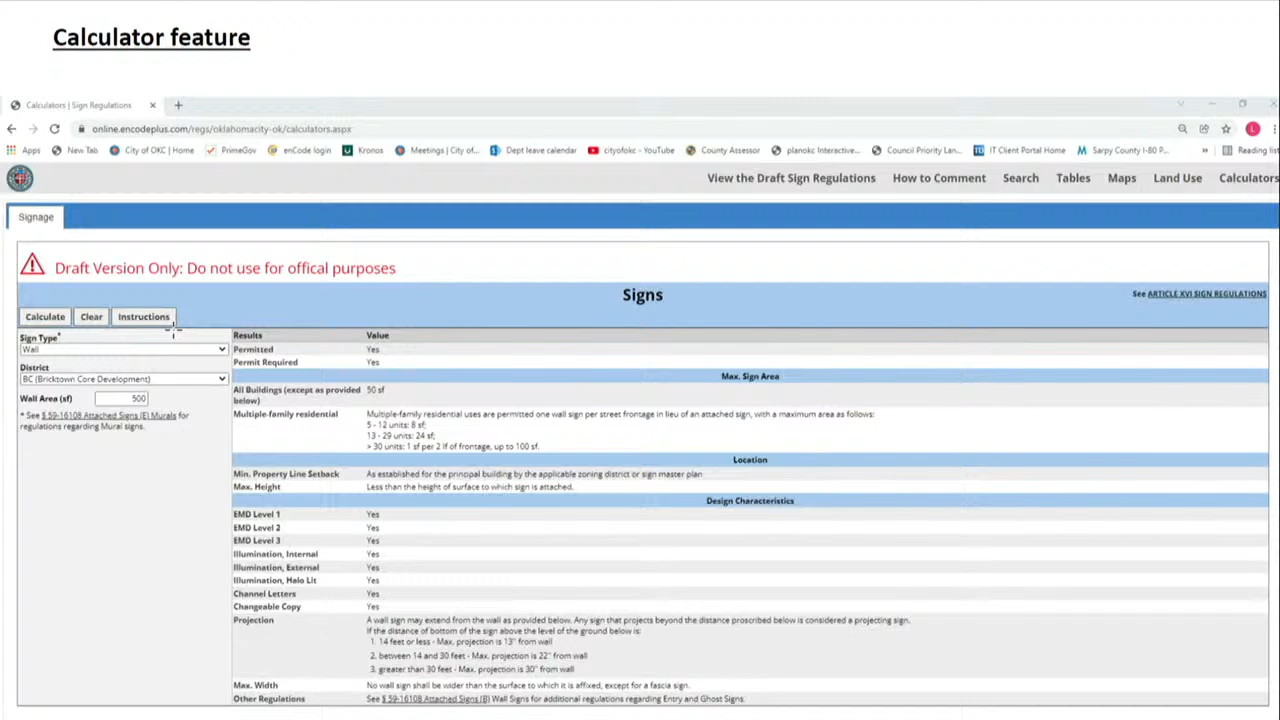 Calculator feature
Calculators | Sign Regulations
online.encodeplus.com/regs/oklahomacity-ok/calculators.aspx
L
Apps New Tab City of OKC | Home PrimeGov enCode login Kronos Meetings | City of... Dept leave calendar cityofokc - YouTube County Assessor planokc Interactive... Council Priority Lan... IT Client Portal Home Sarpy County I-80 P... » Reading list
View the Draft Sign Regulations How to Comment Search Tables Maps Land Use Calculators
Signage
Draft Version Only: Do not use for offical purposes
Signs
See ARTICLE XVI SIGN REGULATIONS
Calculate Clear Instructions
Sign Type*
Wall
District
BC (Bricktown Core Development)
Wall Area (sf) 500
* See § 59-16108 Attached Signs (E) Murals for
regulations regarding Mural signs.
Results Value
Permitted Yes
Permit Required Yes
Max. Sign Area
All Buildings (except as provided 50 sf
below)
Multiple-family residential Multiple-family residential uses are permitted one wall sign per street frontage in lieu of an attached sign, with a maximum area as follows:
5 - 12 units: 8 sf;
13 - 29 units: 24 sf;
> 30 units: 1 sf per 2 lf of frontage, up to 100 sf.
Location
Min. Property Line Setback As established for the principal building by the applicable zoning district or sign master plan
Max. Height Less than the height of surface to which sign is attached.
Design Characteristics
EMD Level 1 Yes
EMD Level 2 Yes
EMD Level 3 Yes
Illumination, Internal Yes
Illumination, External Yes
Illumination, Halo Lit Yes
Channel Letters Yes
Changeable Copy Yes
Projection A wall sign may extend from the wall as provided below. Any sign that projects beyond the distance proscribed below is considered a projecting sign.
If the distance of bottom of the sign above the level of the ground below is:
1. 14 feet or less - Max. projection is 13" from wall
2. between 14 and 30 feet - Max. projection is 22" from wall
3. greater than 30 feet - Max. projection is 30" from wall
Max. Width No wall sign shall be wider than the surface to which it is affixed, except for a fascia sign.
Other Regulations See § 59-16108 Attached Signs (B) Wall Signs for additional regulations regarding Entry and Ghost Signs.